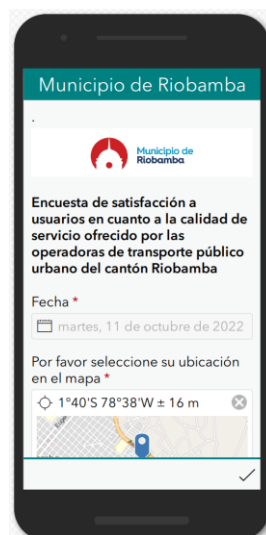 Municipio de Riobamba
.
Municipio de
Riobamba
Encuesta de satisfacción a
usuarios en cuanto a la calidad de
servicio ofrecido por las
operadoras de transporte público
urbano del cantón Riobamba
Fecha *
martes, 11 de octubre de 2022
Por favor seleccione su ubicación
en el mapa *
1°40'S 78°38'W ± 16 m